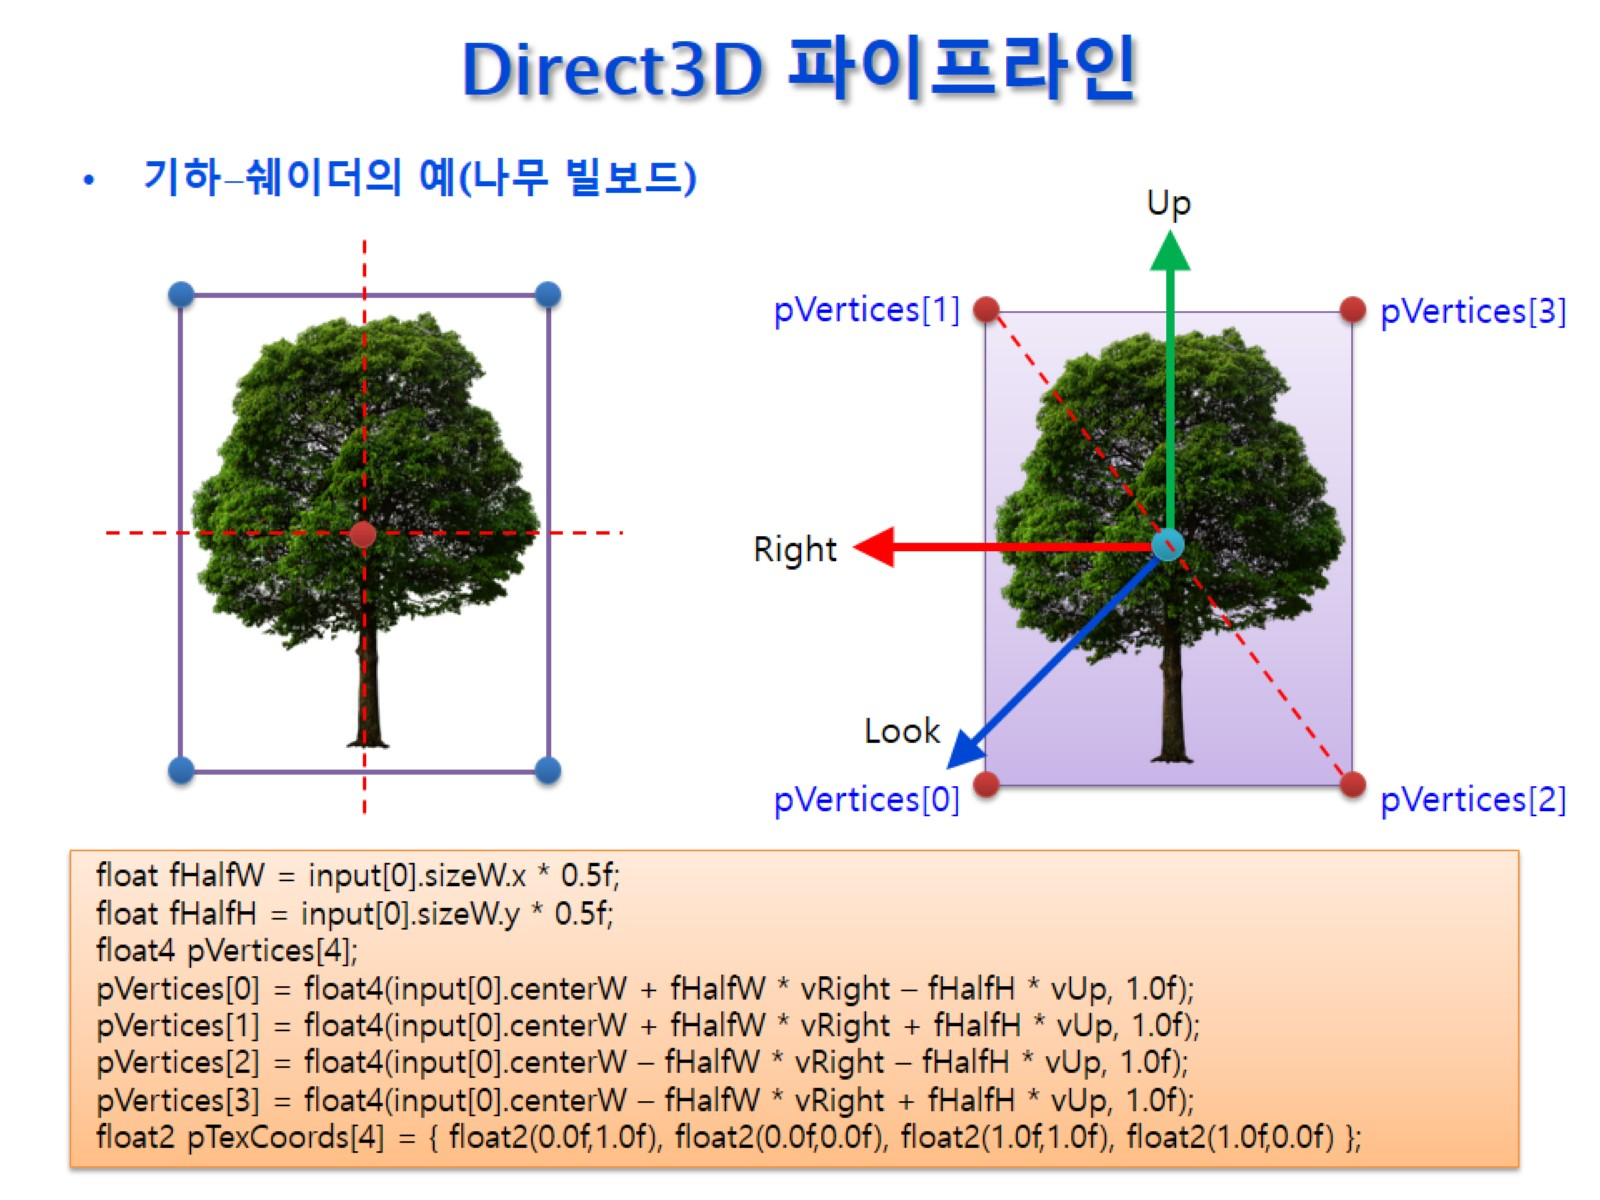 Direct3D 파이프라인
• 기하-쉐이더의 예(나무 빌보드)
Up
pVertices[1]
pVertices[3]
Right
Look
pVertices[0]
pVertices[2]
float fHalfW = input[0].sizeW.x * 0.5f;
float fHalfH = input[0].sizeW.y * 0.5f;
float4 pVertices[4];
pVertices[0] = float4(input[0].centerW + fHalfW * vRight – fHalfH * vUp, 1.0f);
pVertices[1] = float4(input[0].centerW + fHalfW * vRight + fHalfH * vUp, 1.0f);
pVertices[2] = float4(input[0].centerW – fHalfW * vRight – fHalfH * vUp, 1.0f);
pVertices[3] = float4(input[0].centerW – fHalfW * vRight + fHalfH * vUp, 1.0f);
float2 pTexCoords[4] = { float2(0.0f,1.0f), float2(0.0f,0.0f), float2(1.0f,1.0f), float2(1.0f,0.0f) };